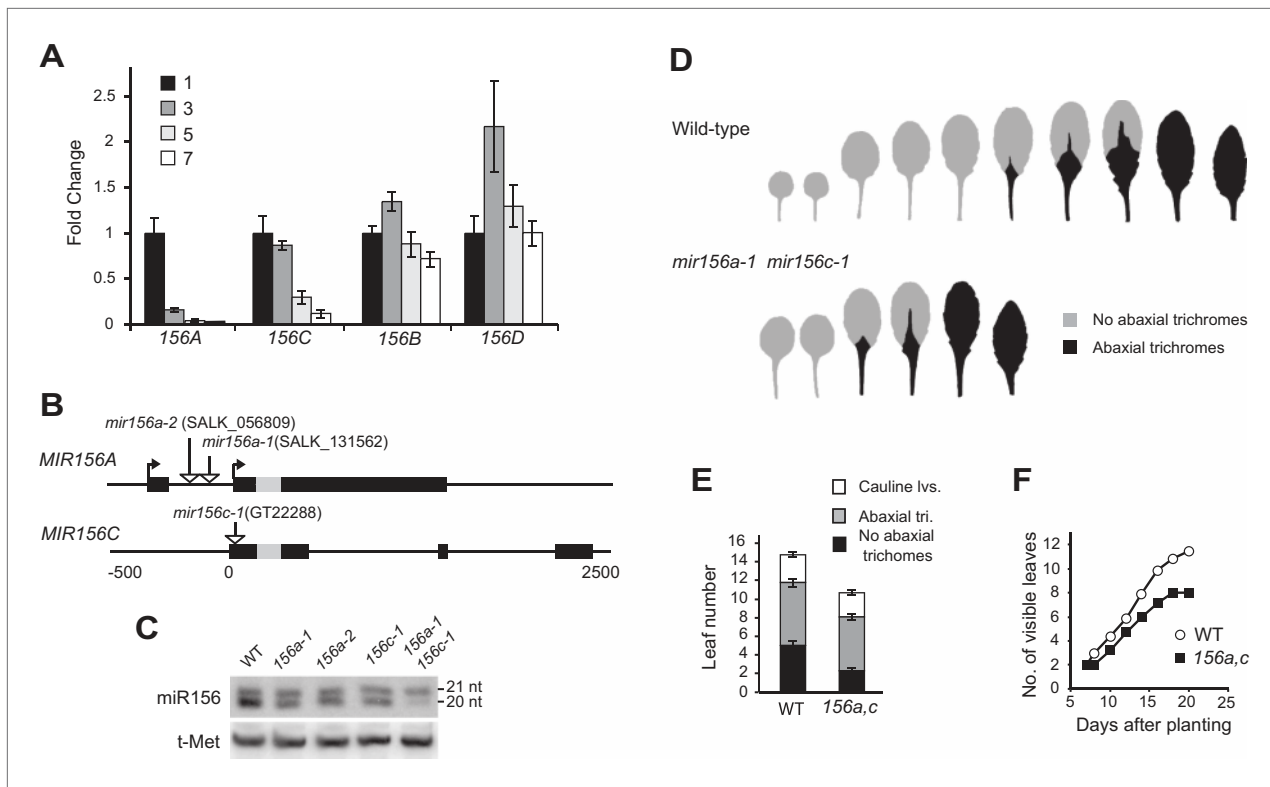 A
1
3
5
7
2.5
2
1.5
1
0.5
0
Fold Change
156A
156C
156B
156D
B
mir156a-2 (SALK_056809)
mir156a-1(SALK_131562)
MIR156A
mir156c-1(GT22288)
MIR156C
-500
0
2500
C
WT
156a-1
156a-2
156c-1
156a-1
156c-1
miR156
21 nt
20 nt
t-Met
D
Wild-type
mir156a-1 mir156c-1
No abaxial trichromes
Abaxial trichromes
E
Cauline lvs.
Abaxial tri.
No abaxial
trichomes
16
14
12
10
8
6
4
2
0
Leaf number
WT
156a,c
F
12
10
8
6
4
2
0
No. of visible leaves
WT
156a,c
5
10
15
20
25
Days after planting